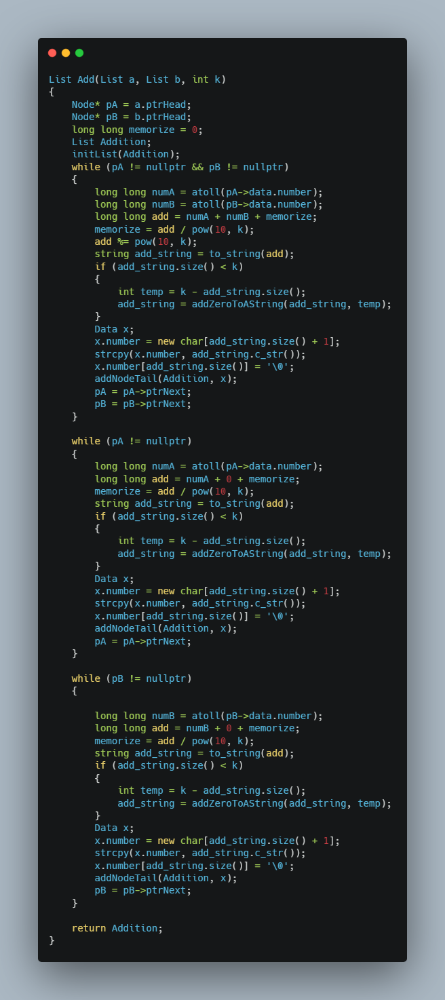 List Add(List a, List b, int k)
{
    Node* pA = a.ptrHead;
    Node* pB = b.ptrHead;
    long long memorize = 0;
    List Addition;
    initList(Addition);
    while (pA != nullptr && pB != nullptr)
    {
        long long numA = atoll(pA->data.number);
        long long numB = atoll(pB->data.number);
        long long add = numA + numB + memorize;
        memorize = add / pow(10, k);
        add %= pow(10, k);
        string add_string = to_string(add);
        if (add_string.size() < k)
        {
            int temp = k - add_string.size();
            add_string = addZeroToAString(add_string, temp);
        }
        Data x;
        x.number = new char[add_string.size() + 1];
        strcpy(x.number, add_string.c_str());
        x.number[add_string.size()] = '\0';
        addNodeTail(Addition, x);
        pA = pA->ptrNext;
        pB = pB->ptrNext;
    }

    while (pA != nullptr)
    {
        long long numA = atoll(pA->data.number);
        long long add = numA + 0 + memorize;
        memorize = add / pow(10, k);
        string add_string = to_string(add);
        if (add_string.size() < k)
        {
            int temp = k - add_string.size();
            add_string = addZeroToAString(add_string, temp);
        }
        Data x;
        x.number = new char[add_string.size() + 1];
        strcpy(x.number, add_string.c_str());
        x.number[add_string.size()] = '\0';
        addNodeTail(Addition, x);
        pA = pA->ptrNext;
    }

    while (pB != nullptr)
    {

        long long numB = atoll(pB->data.number);
        long long add = numB + 0 + memorize;
        memorize = add / pow(10, k);
        string add_string = to_string(add);
        if (add_string.size() < k)
        {
            int temp = k - add_string.size();
            add_string = addZeroToAString(add_string, temp);
        }
        Data x;
        x.number = new char[add_string.size() + 1];
        strcpy(x.number, add_string.c_str());
        x.number[add_string.size()] = '\0';
        addNodeTail(Addition, x);
        pB = pB->ptrNext;
    }

    return Addition;
}